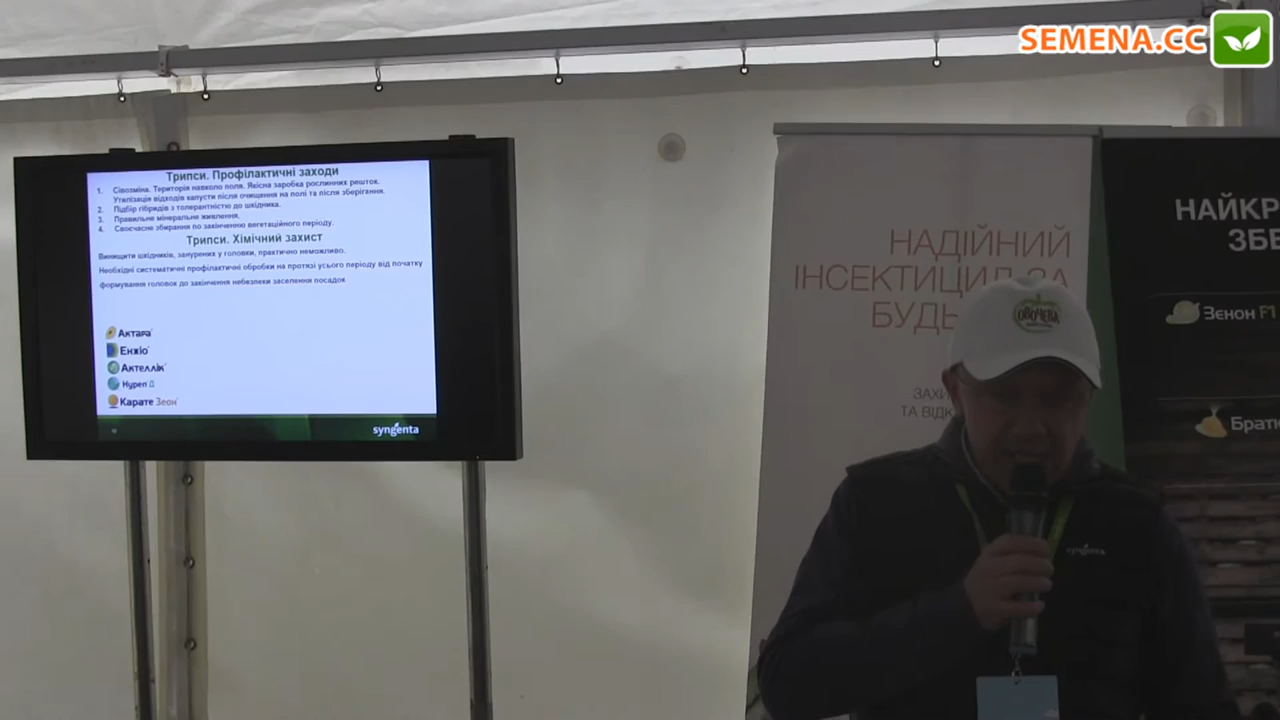 SEMENA.CC
Трипси. Профілактичні заходи
1. Сівозміна. Територія навколо поля. Якісна заробка рослинних решток.
Утилізація відходів капусти після очищення на полі та після зберігання.
2. Підбір гібридів з толерантністю до шкідника.
3. Правильне мінеральне живлення.
4. Своєчасне збирання по закінченню вегетаційного періоду.
Трипси. Хімічний захист
Винищити шкідників, занурених у головки, практично неможливо.
Необхідні систематичні профілактичні обробки на протязі усього періоду від початку
формування головок до закінчення небезпеки заселення посадок
Актара
Енжіо
Актеллік
Нурел Д
Карате Зеон
syngenta
НАДІЙНИЙ
ІНСЕКТИЦИД ЗА
БУДЬ
ЗАХИ
ТА ВІДК
ОВОЧЕВА
syngenta
НАЙКР
ЗБЕ
Зенон F1
Брат